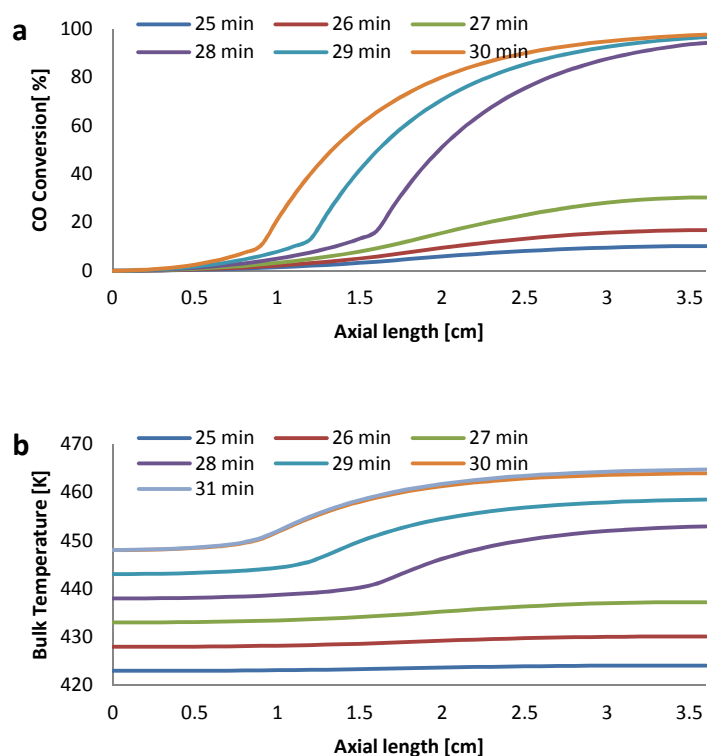 a
25 min 26 min 27 min
28 min 29 min 30 min
CO Conversion[ %]
100
80
60
40
20
0
0 0.5 1 1.5 2 2.5 3 3.5
Axial length [cm]
b
25 min 26 min 27 min
28 min 29 min 30 min
31 min
Bulk Temperature [K]
470
460
450
440
430
420
0 0.5 1 1.5 2 2.5 3 3.5
Axial length [cm]